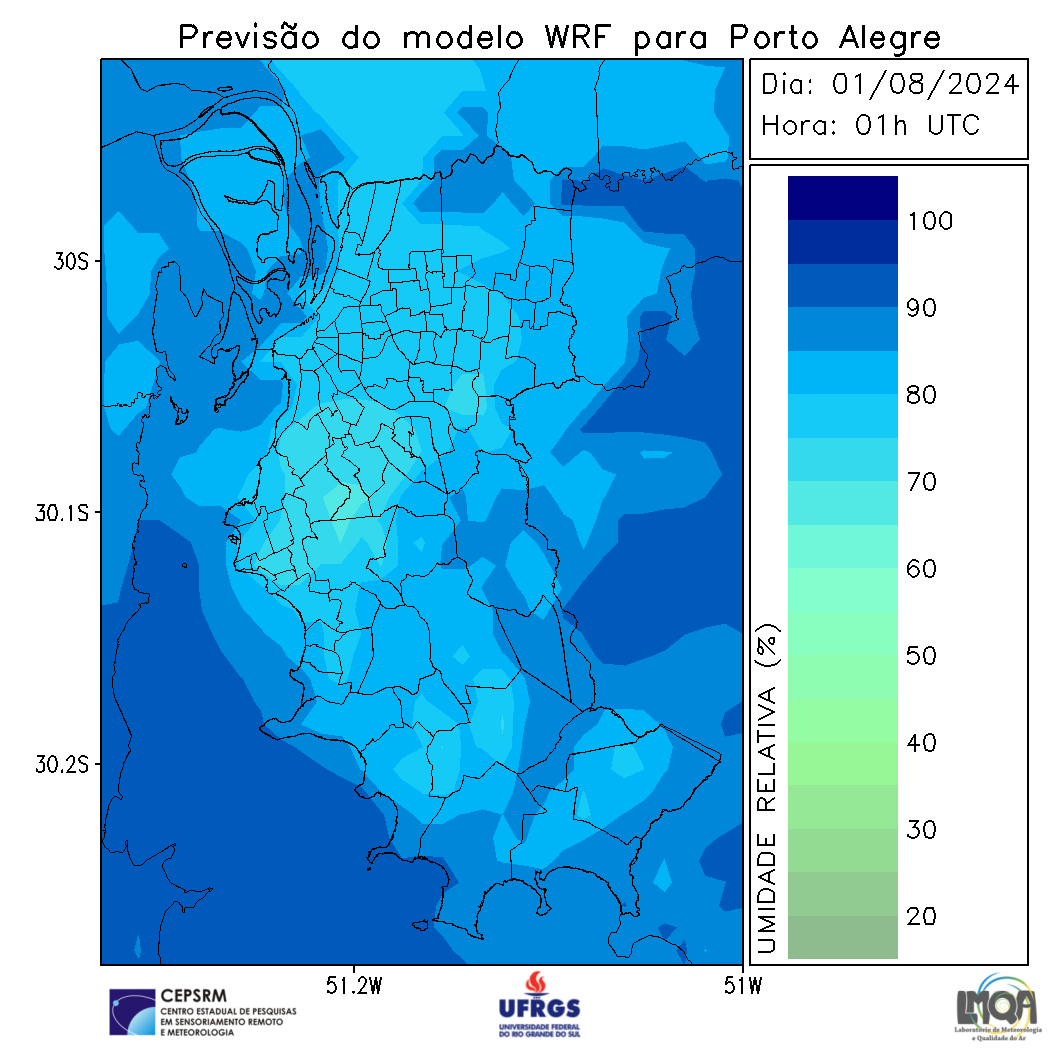 Previsão do modelo WRF para Porto Alegre
Dia: 01/08/2024
Hora: 01h UTC
30S
30.1S
30.2S
51.2W
51W
UMIDADE RELATIVA (%)
100
90
80
70
60
50
40
30
20
CEPSRM
CENTRO ESTADUAL DE PESQUISAS
EM SENSORIAMENTO REMOTO
E METEOROLOGIA
UFRGS
UNIVERSIDADE FEDERAL
DO RIO GRANDE DO SUL
LMQA
Laboratório de Meteorologia
e Qualidade do Ar